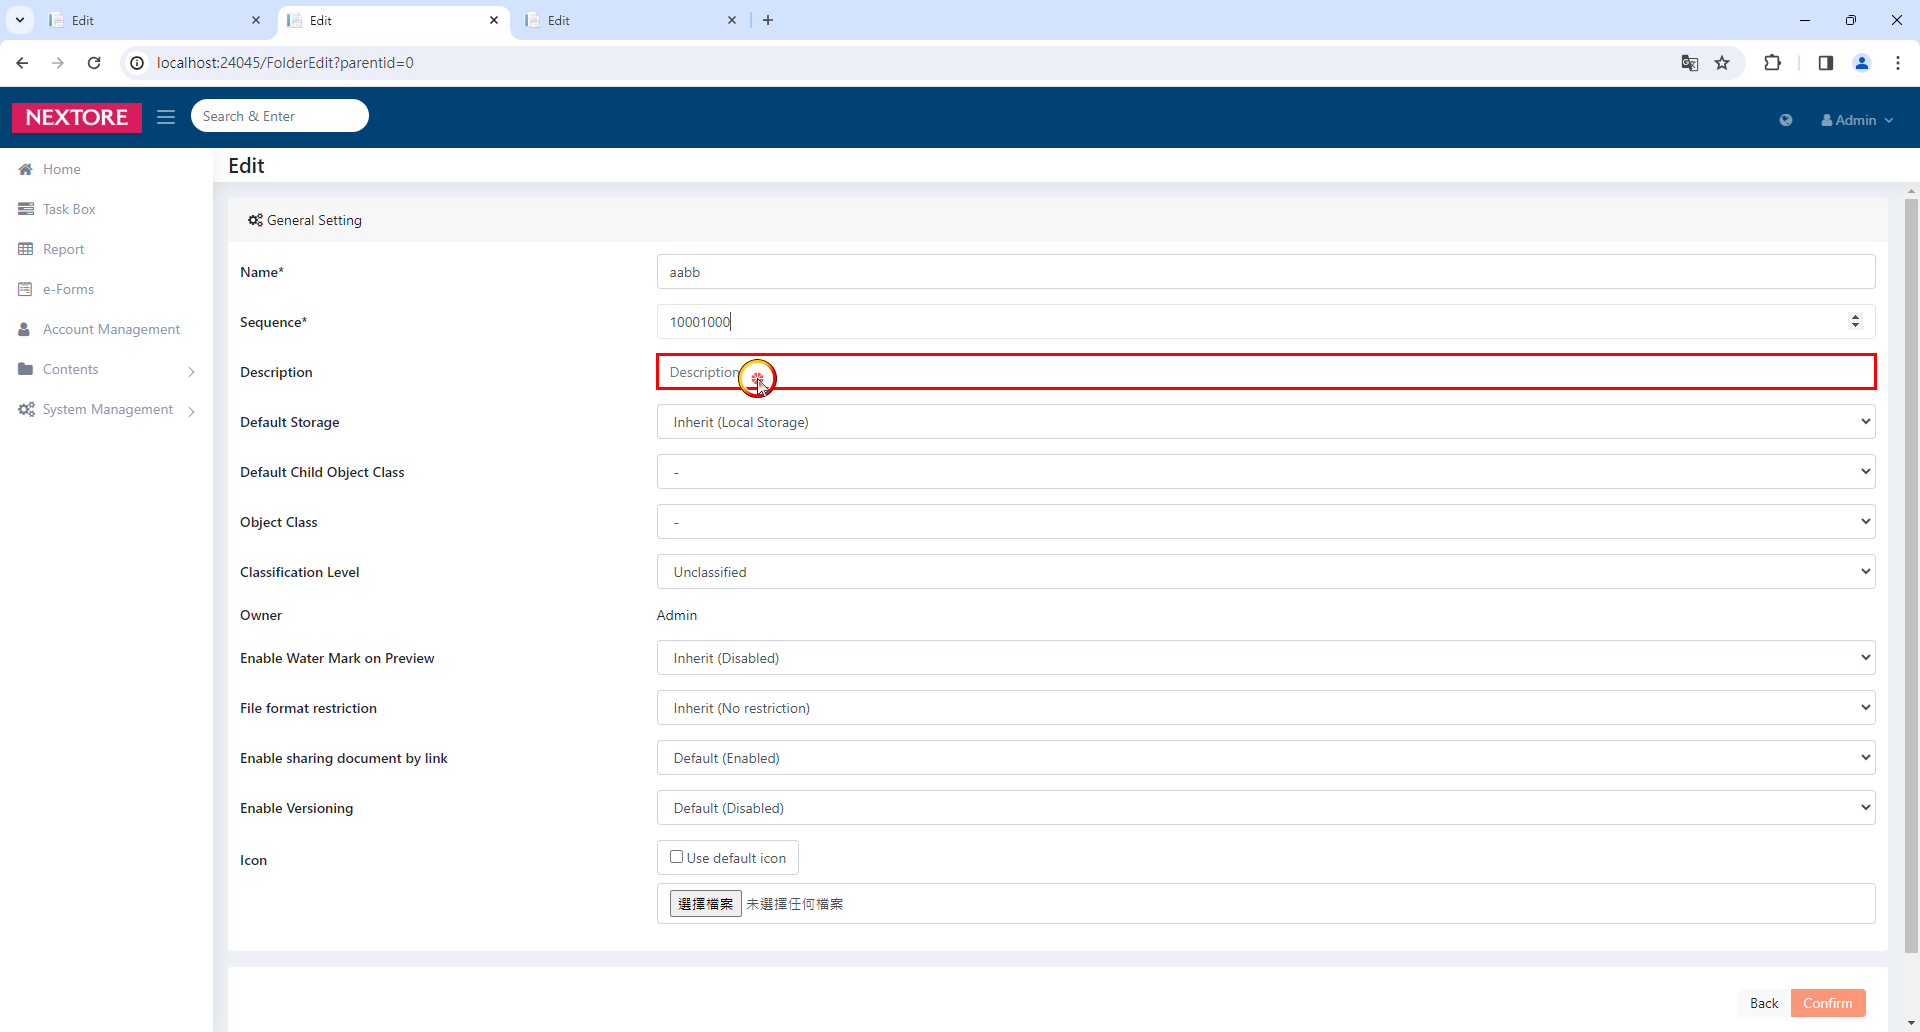 Edit
Edit
Edit
localhost:24045/FolderEdit?parentid=0
NEXTORE
Search & Enter
Admin
Home
Task Box
Report
e-Forms
Account Management
Contents
System Management
Edit
General Setting
Name*
aabb
Sequence*
10001000
Description
Description
Default Storage
Inherit (Local Storage)
Default Child Object Class
-
Object Class
-
Classification Level
Unclassified
Owner
Admin
Enable Water Mark on Preview
Inherit (Disabled)
File format restriction
Inherit (No restriction)
Enable sharing document by link
Default (Enabled)
Enable Versioning
Default (Disabled)
Icon
Use default icon
選擇檔案 未選擇任何檔案
Back
Confirm